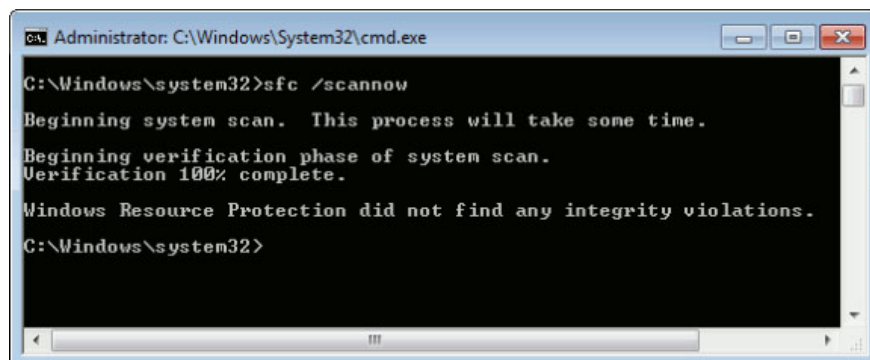 Administrator: C:\Windows\System32\cmd.exe
C:\Windows\system32>sfc /scannow
Beginning system scan.  This process will take some time.
Beginning verification phase of system scan.
Verification 100% complete.
Windows Resource Protection did not find any integrity violations.
C:\Windows\system32>